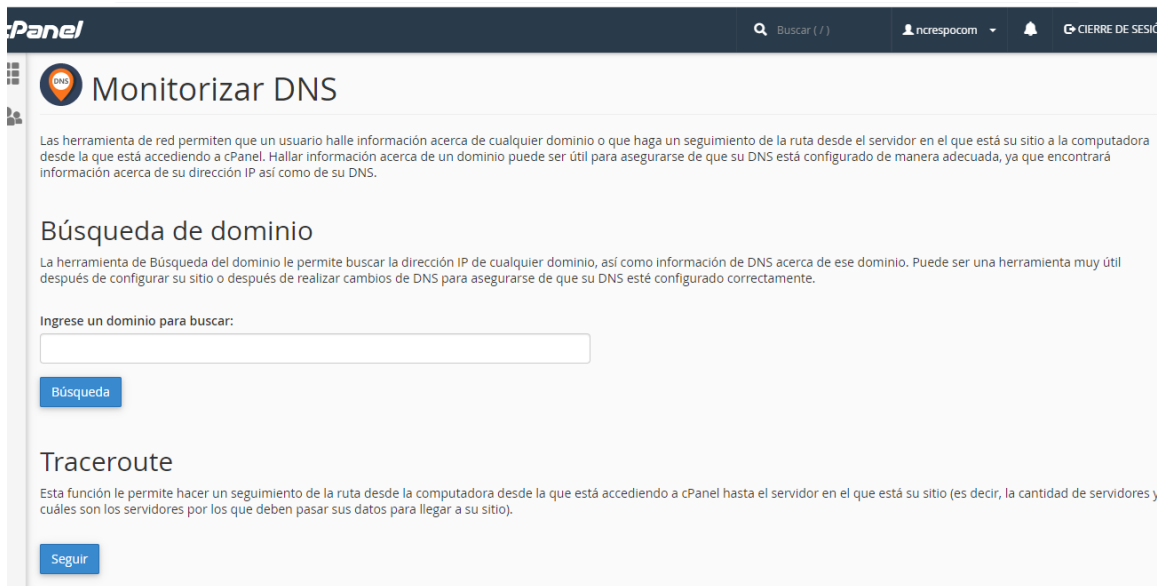 cPanel
Buscar ( / )
ncrespocom
CIERRE DE SESIÓ
DNS
Monitorizar DNS
Las herramienta de red permiten que un usuario halle información acerca de cualquier dominio o que haga un seguimiento de la ruta desde el servidor en el que está su sitio a la computadora
desde la que está accediendo a cPanel. Hallar información acerca de un dominio puede ser útil para asegurarse de que su DNS está configurado de manera adecuada, ya que encontrará
información acerca de su dirección IP así como de su DNS.
Búsqueda de dominio
La herramienta de Búsqueda del dominio le permite buscar la dirección IP de cualquier dominio, así como información de DNS acerca de ese dominio. Puede ser una herramienta muy útil
después de configurar su sitio o después de realizar cambios de DNS para asegurarse de que su DNS esté configurado correctamente.
Ingrese un dominio para buscar:
Búsqueda
Traceroute
Esta función le permite hacer un seguimiento de la ruta desde la computadora desde la que está accediendo a cPanel hasta el servidor en el que está su sitio (es decir, la cantidad de servidores y
cuáles son los servidores por los que deben pasar sus datos para llegar a su sitio).
Seguir